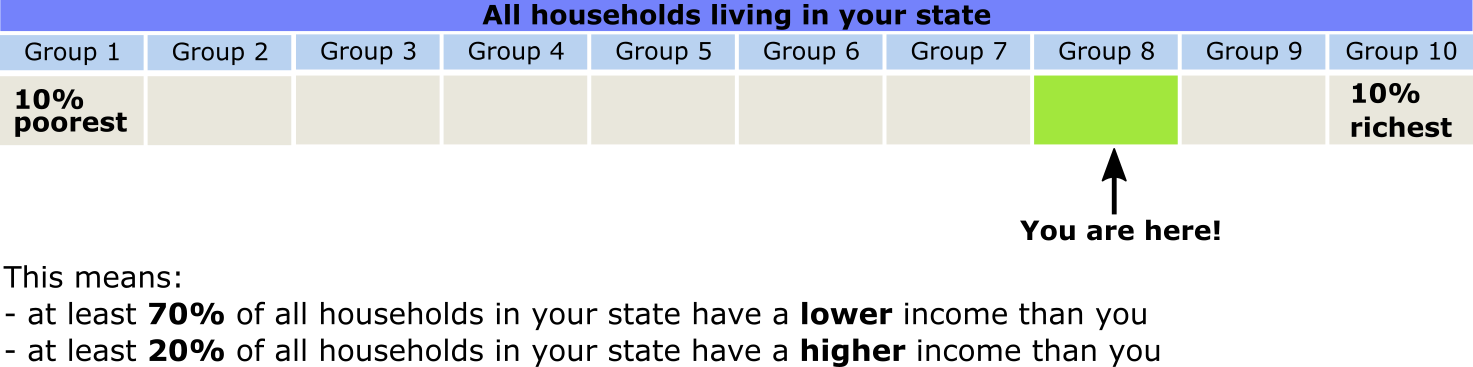 All households living in your state
Group 1 Group 2 Group 3 Group 4 Group 5 Group 6 Group 7 Group 8 Group 9 Group 10
10% poorest
10% richest
You are here!
This means:
- at least 70% of all households in your state have a lower income than you
- at least 20% of all households in your state have a higher income than you